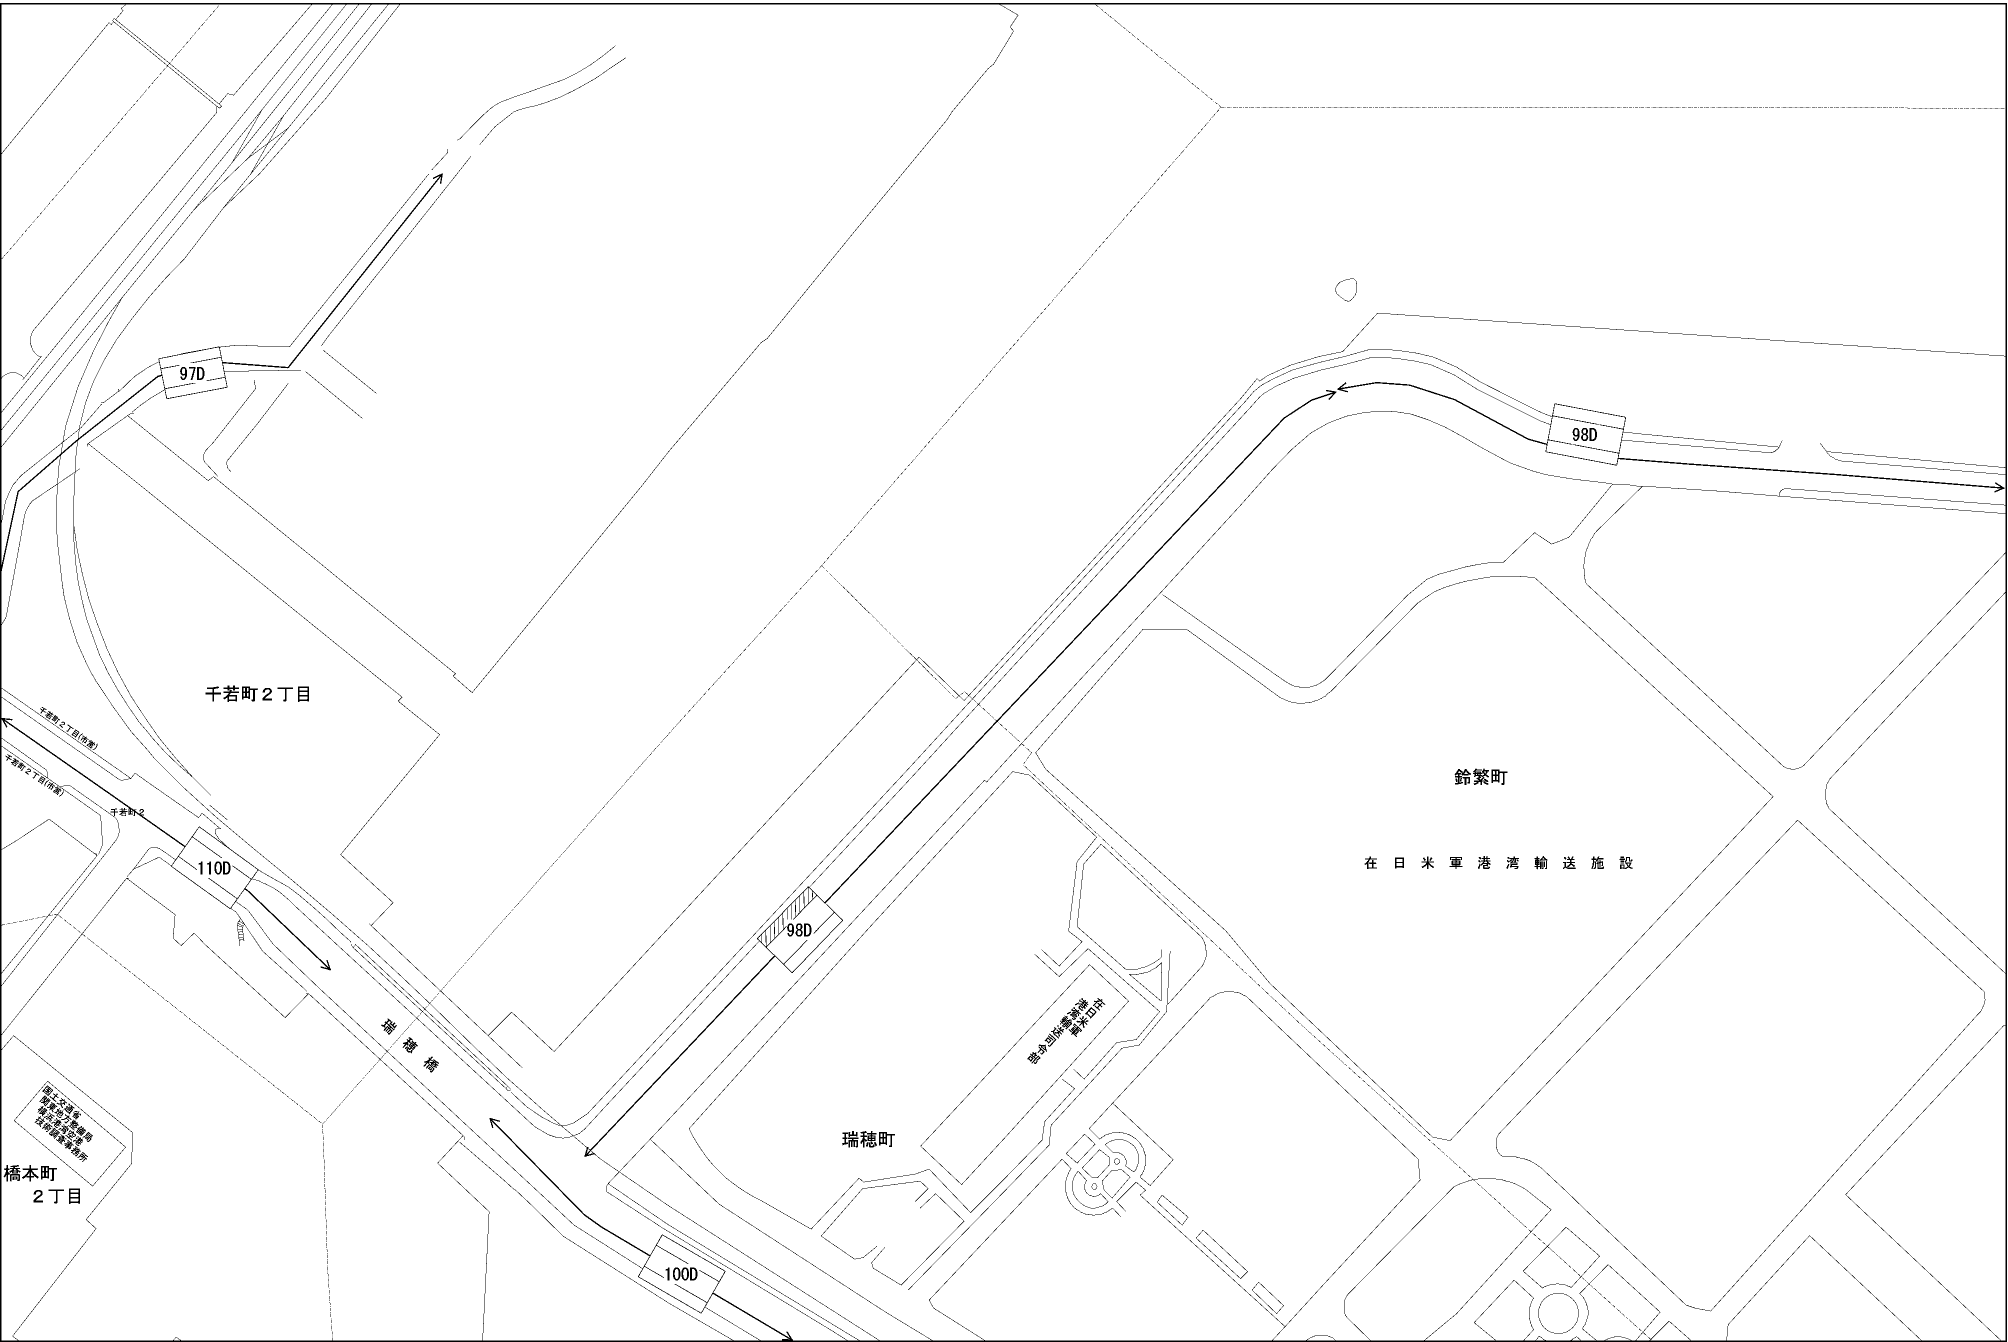 97D
98D
千若町２丁目
千若町２丁目(市営)
千若町２丁目(市営)
千若町２
鈴繁町
110D
在日米軍港湾輸送施設
98D
在日米軍
港湾輸送司令部
瑞穂橋
国土交通省
関東地方整備局
横浜港湾空港
技術調査事務所
瑞穂町
橋本町
２丁目
100D